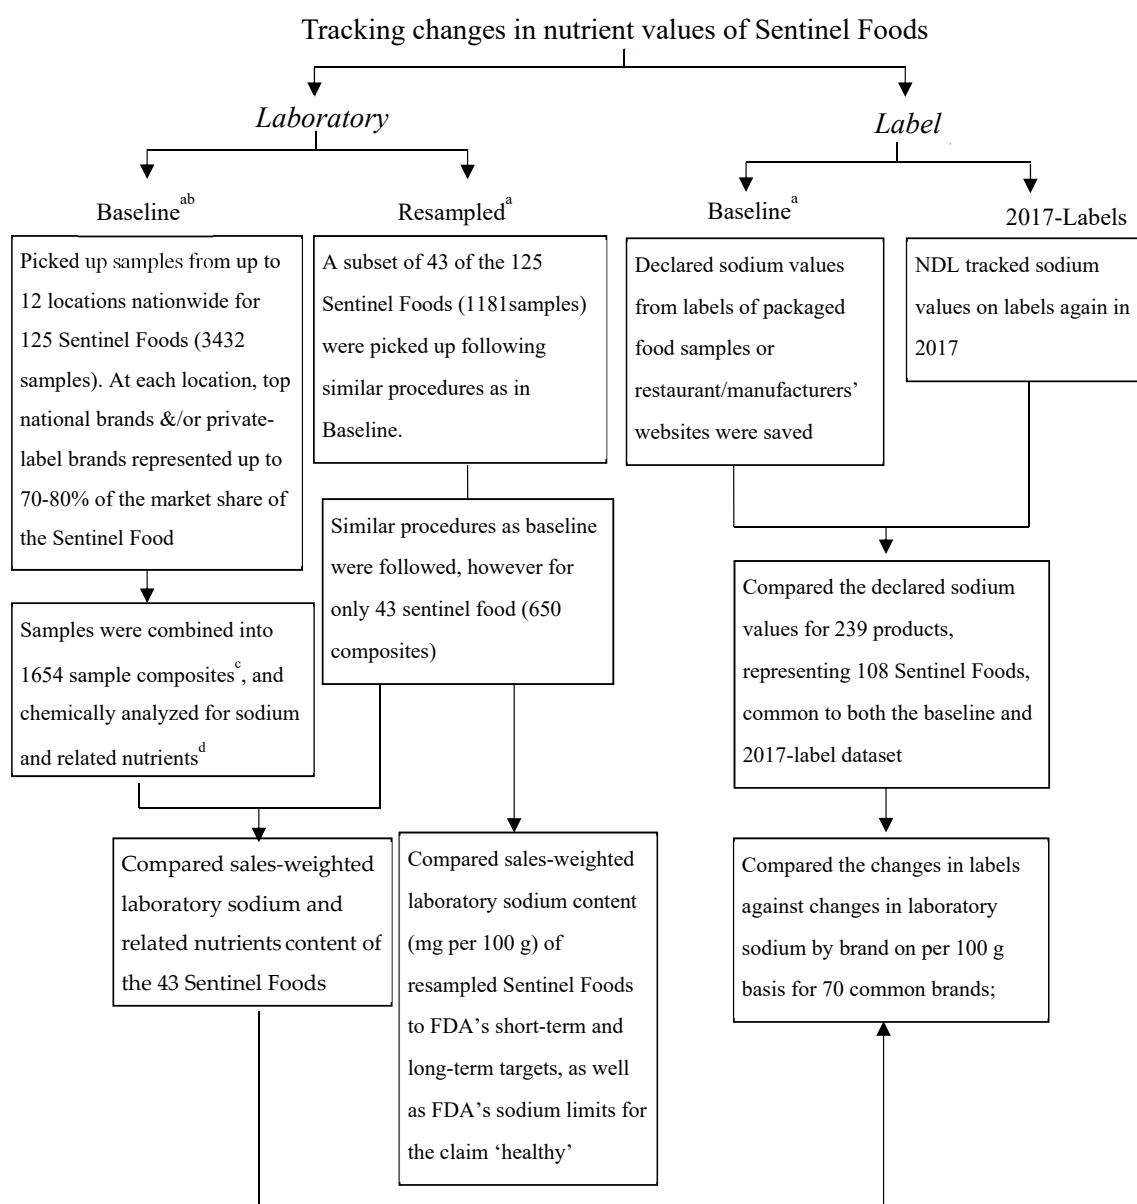 Tracking changes in nutrient values of Sentinel Foods
Laboratory
Label
Baselineab
Resampleda
Baselinea
2017-Labels
Picked up samples from up to
12 locations nationwide for
125 Sentinel Foods (3432
samples). At each location, top
national brands &/or private-
label brands represented up to
70-80% of the market share of
the Sentinel Food
A subset of 43 of the 125
Sentinel Foods (1181samples)
were picked up following
similar procedures as in
Baseline.
Declared sodium values
from labels of packaged
food samples or
restaurant/manufacturers’
websites were saved
NDL tracked sodium
values on labels again in
2017
Similar procedures as baseline
were followed, however for
only 43 sentinel food (650
composites)
Samples were combined into
1654 sample compositesc, and
chemically analyzed for sodium
and related nutrientsd
Compared the declared sodium
values for 239 products,
representing 108 Sentinel Foods,
common to both the baseline and
2017-label dataset
Compared sales-weighted
laboratory sodium and
related nutrients content of
the 43 Sentinel Foods
Compared sales-weighted
laboratory sodium content
(mg per 100 g) of
resampled Sentinel Foods
to FDA’s short-term and
long-term targets, as well
as FDA’s sodium limits for
the claim ‘healthy’
Compared the changes in labels
against changes in laboratory
sodium by brand on per 100 g
basis for 70 common brands;